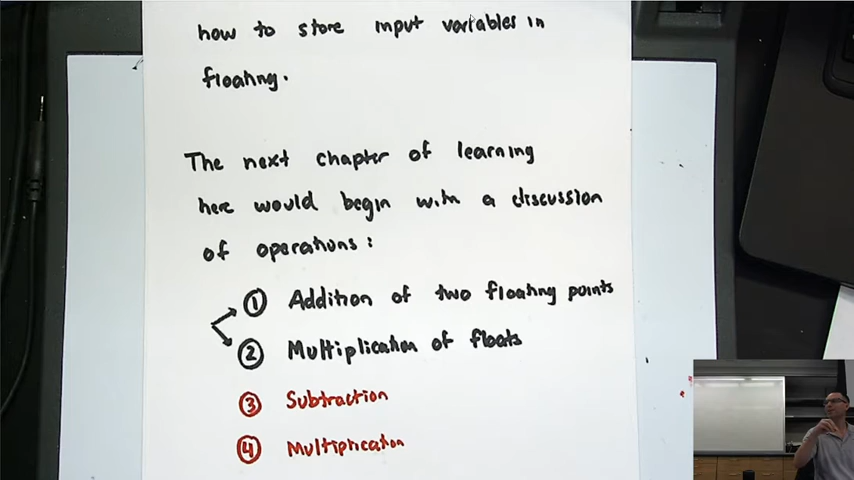 how to store input variables in
floating.
The next chapter of learning
here would begin with a discussion
of operations:
① Addition of two floating points
② Multiplication of floats
③ Subtraction
④ Multiplication